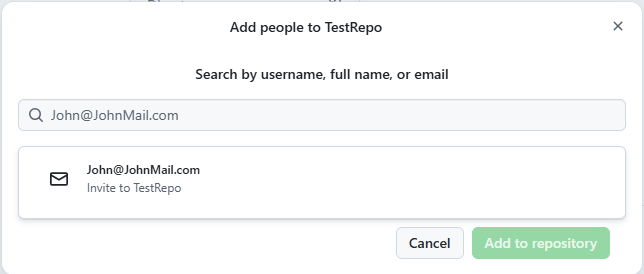 Add people to TestRepo
Search by username, full name, or email
John@JohnMail.com
John@JohnMail.com
Invite to TestRepo
Cancel
Add to repository